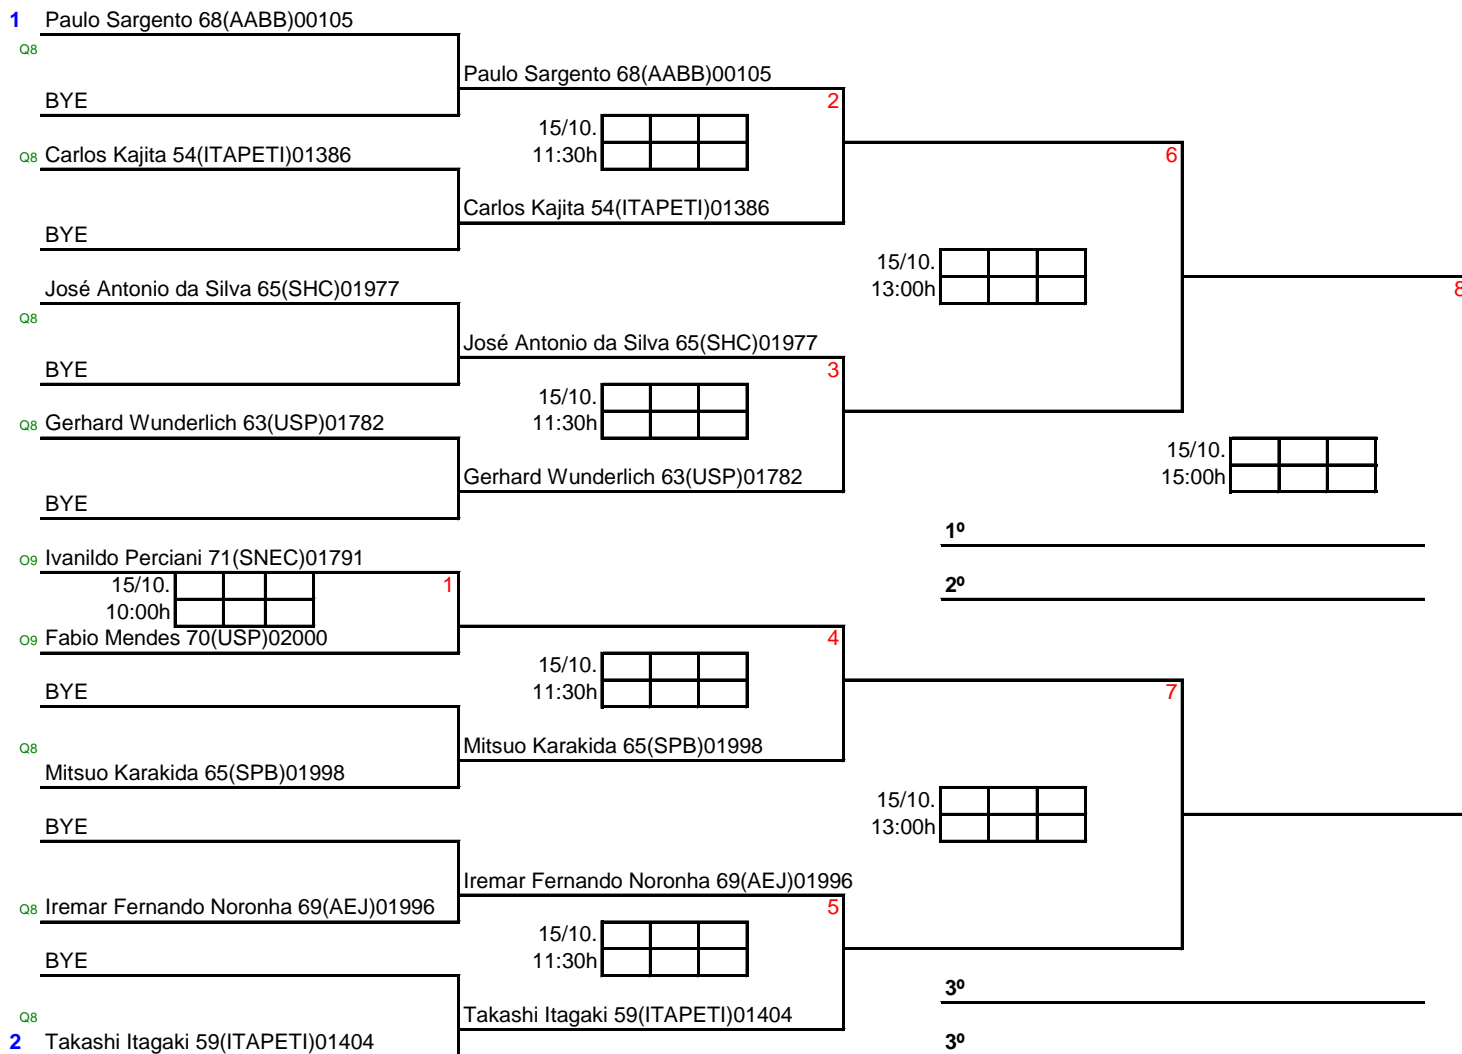 1 Paulo Sargento 68(AABB)00105
Q8
Paulo Sargento 68(AABB)00105
BYE
2
15/10.
11:30h
Q8 Carlos Kajita 54(ITAPETI)01386
6
Carlos Kajita 54(ITAPETI)01386
BYE
15/10.
13:00h
José Antonio da Silva 65(SHC)01977
8
Q8
José Antonio da Silva 65(SHC)01977
BYE
3
15/10.
11:30h
Q8 Gerhard Wunderlich 63(USP)01782
15/10.
15:00h
Gerhard Wunderlich 63(USP)01782
BYE
1º
O9 Ivanildo Perciani 71(SNEC)01791
15/10.
10:00h
1
2º
O9 Fabio Mendes 70(USP)02000
4
15/10.
11:30h
BYE
7
Q8
Mitsuo Karakida 65(SPB)01998
Mitsuo Karakida 65(SPB)01998
15/10.
13:00h
BYE
Iremar Fernando Noronha 69(AEJ)01996
Q8 Iremar Fernando Noronha 69(AEJ)01996
5
15/10.
11:30h
BYE
3º
Q8
Takashi Itagaki 59(ITAPETI)01404
2 Takashi Itagaki 59(ITAPETI)01404
3º